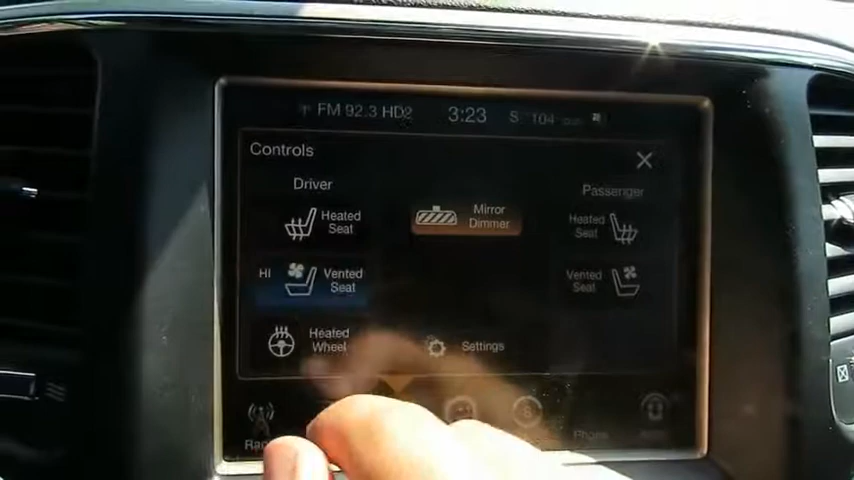 FM 92.3 HD2 3:23 S 104
Controls
Driver
Passenger
Heated
Seat
Mirror
Dimmer
Heated
Seat
HI Vented
Seat
Vented
Seat
Heated
Wheel
Settings
Phone